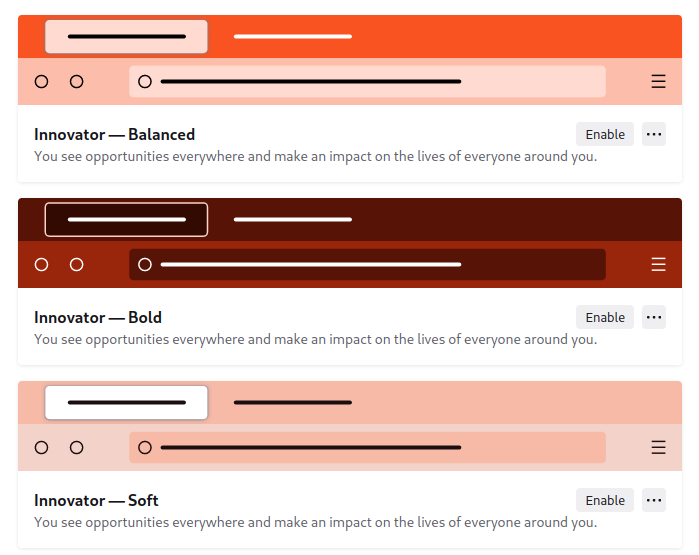 Innovator — Balanced
Enable
You see opportunities everywhere and make an impact on the lives of everyone around you.
Innovator — Bold
Enable
You see opportunities everywhere and make an impact on the lives of everyone around you.
Innovator — Soft
Enable
You see opportunities everywhere and make an impact on the lives of everyone around you.